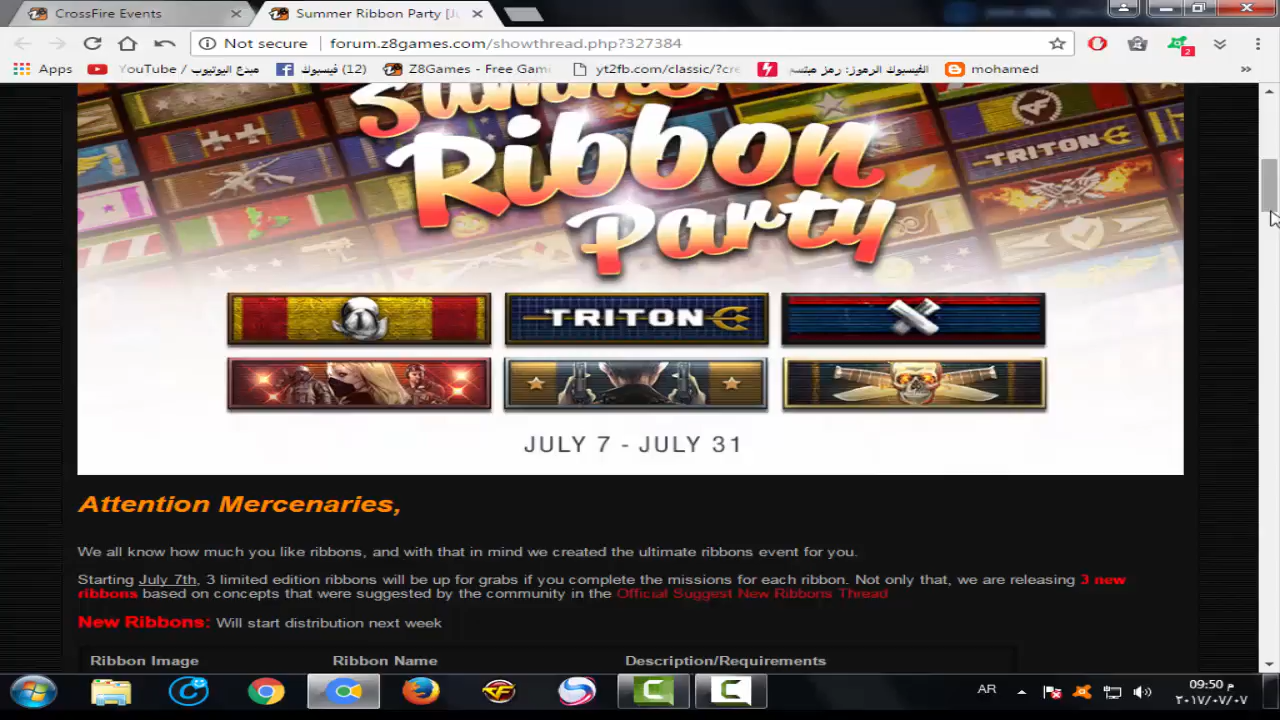 CrossFire Events
Summer Ribbon Party [Ju
Not secure
forum.z8games.com/showthread.php?327384
2
Apps
YouTube / مبدع اليوتيوب
(12) فيسبوك
Z8Games - Free Gam
yt2fb.com/classic/?cre
الفيسبوك الرموز: رمز مبتسم
mohamed
»
Summer
Ribbon
Party
TRITON
TRITON
JULY 7 - JULY 31
Attention Mercenaries,
We all know how much you like ribbons, and with that in mind we created the ultimate ribbons event for you.
Starting July 7th, 3 limited edition ribbons will be up for grabs if you complete the missions for each ribbon. Not only that, we are releasing 3 new
ribbons based on concepts that were suggested by the community in the Official Suggest New Ribbons Thread
New Ribbons: Will start distribution next week
Ribbon Image
Ribbon Name
Description/Requirements
AR
09:50 م
٢٠١٧/٠٧/٠٧